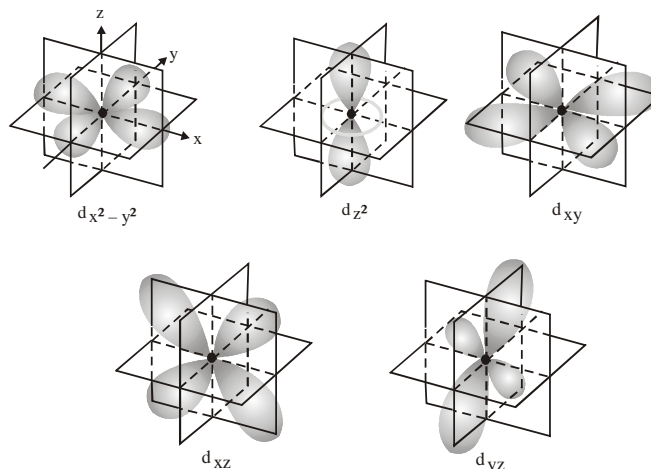 z
y
x
d x² – y²
d z²
d xy
d xz
d yz